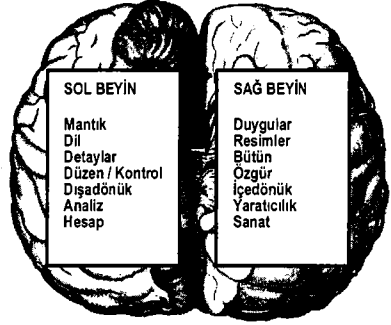 SOL BEYİN
Mantık
Dil
Detaylar
Düzen / Kontrol
Dışadönük
Analiz
Hesap
SAĞ BEYİN
Duygular
Resimler
Bütün
Özgür
İçedönük
Yaratıcılık
Sanat